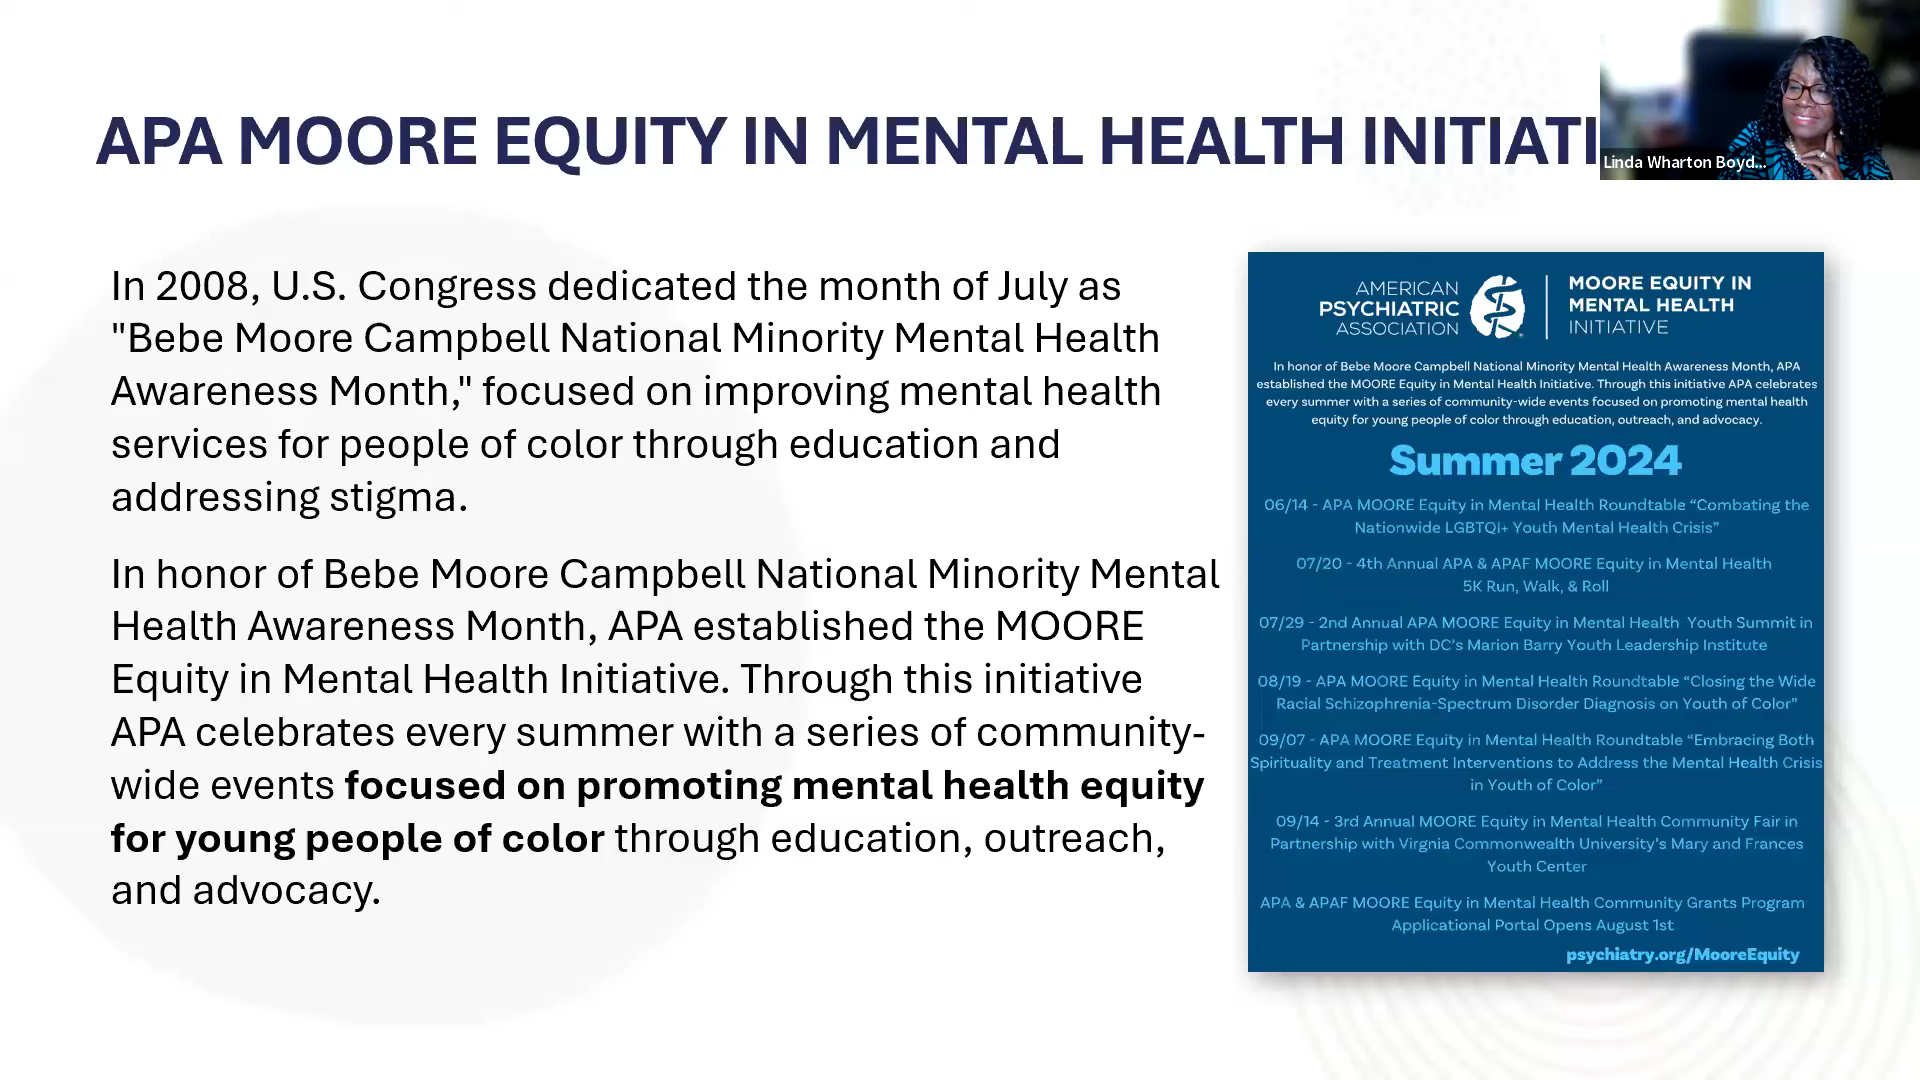 APA MOORE EQUITY IN MENTAL HEALTH INITIATI
Linda Wharton Boyd...
In 2008, U.S. Congress dedicated the month of July as
"Bebe Moore Campbell National Minority Mental Health
Awareness Month," focused on improving mental health
services for people of color through education and
addressing stigma.
In honor of Bebe Moore Campbell National Minority Mental
Health Awareness Month, APA established the MOORE
Equity in Mental Health Initiative. Through this initiative
APA celebrates every summer with a series of community-
wide events focused on promoting mental health equity
for young people of color through education, outreach,
and advocacy.
AMERICAN
PSYCHIATRIC
ASSOCIATION
MOORE EQUITY IN
MENTAL HEALTH
INITIATIVE
In honor of Bebe Moore Campbell National Minority Mental Health Awareness Month, APA
established the MOORE Equity in Mental Health Initiative. Through this initiative APA celebrates
every summer with a series of community-wide events focused on promoting mental health
equity for young people of color through education, outreach, and advocacy.
Summer 2024
06/14 - APA MOORE Equity in Mental Health Roundtable “Combating the
Nationwide LGBTQI+ Youth Mental Health Crisis”
07/20 - 4th Annual APA & APAF MOORE Equity in Mental Health
5K Run, Walk, & Roll
07/29 - 2nd Annual APA MOORE Equity in Mental Health Youth Summit in
Partnership with DC’s Marion Barry Youth Leadership Institute
08/19 - APA MOORE Equity in Mental Health Roundtable “Closing the Wide
Racial Schizophrenia-Spectrum Disorder Diagnosis on Youth of Color”
09/07 - APA MOORE Equity in Mental Health Roundtable “Embracing Both
Spirituality and Treatment Interventions to Address the Mental Health Crisis
in Youth of Color”
09/14 - 3rd Annual MOORE Equity in Mental Health Community Fair in
Partnership with Virgnia Commonwealth University’s Mary and Frances
Youth Center
APA & APAF MOORE Equity in Mental Health Community Grants Program
Applicational Portal Opens August 1st
psychiatry.org/MooreEquity